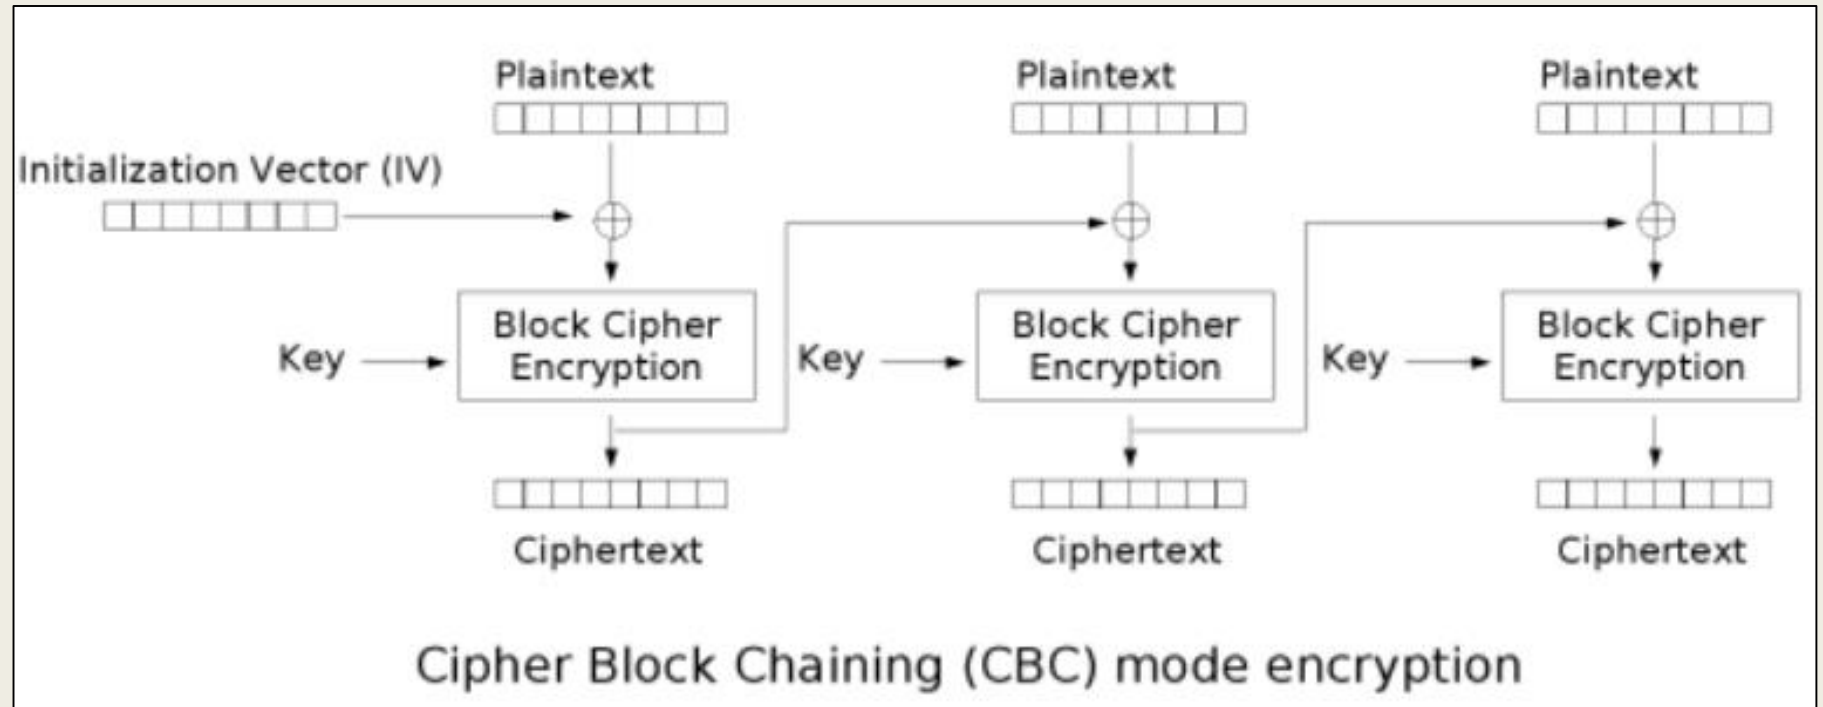 Plaintext
Plaintext
Plaintext
Initialization Vector (IV)
Key
Block Cipher
Encryption
Key
Block Cipher
Encryption
Key
Block Cipher
Encryption
Ciphertext
Ciphertext
Ciphertext
Cipher Block Chaining (CBC) mode encryption